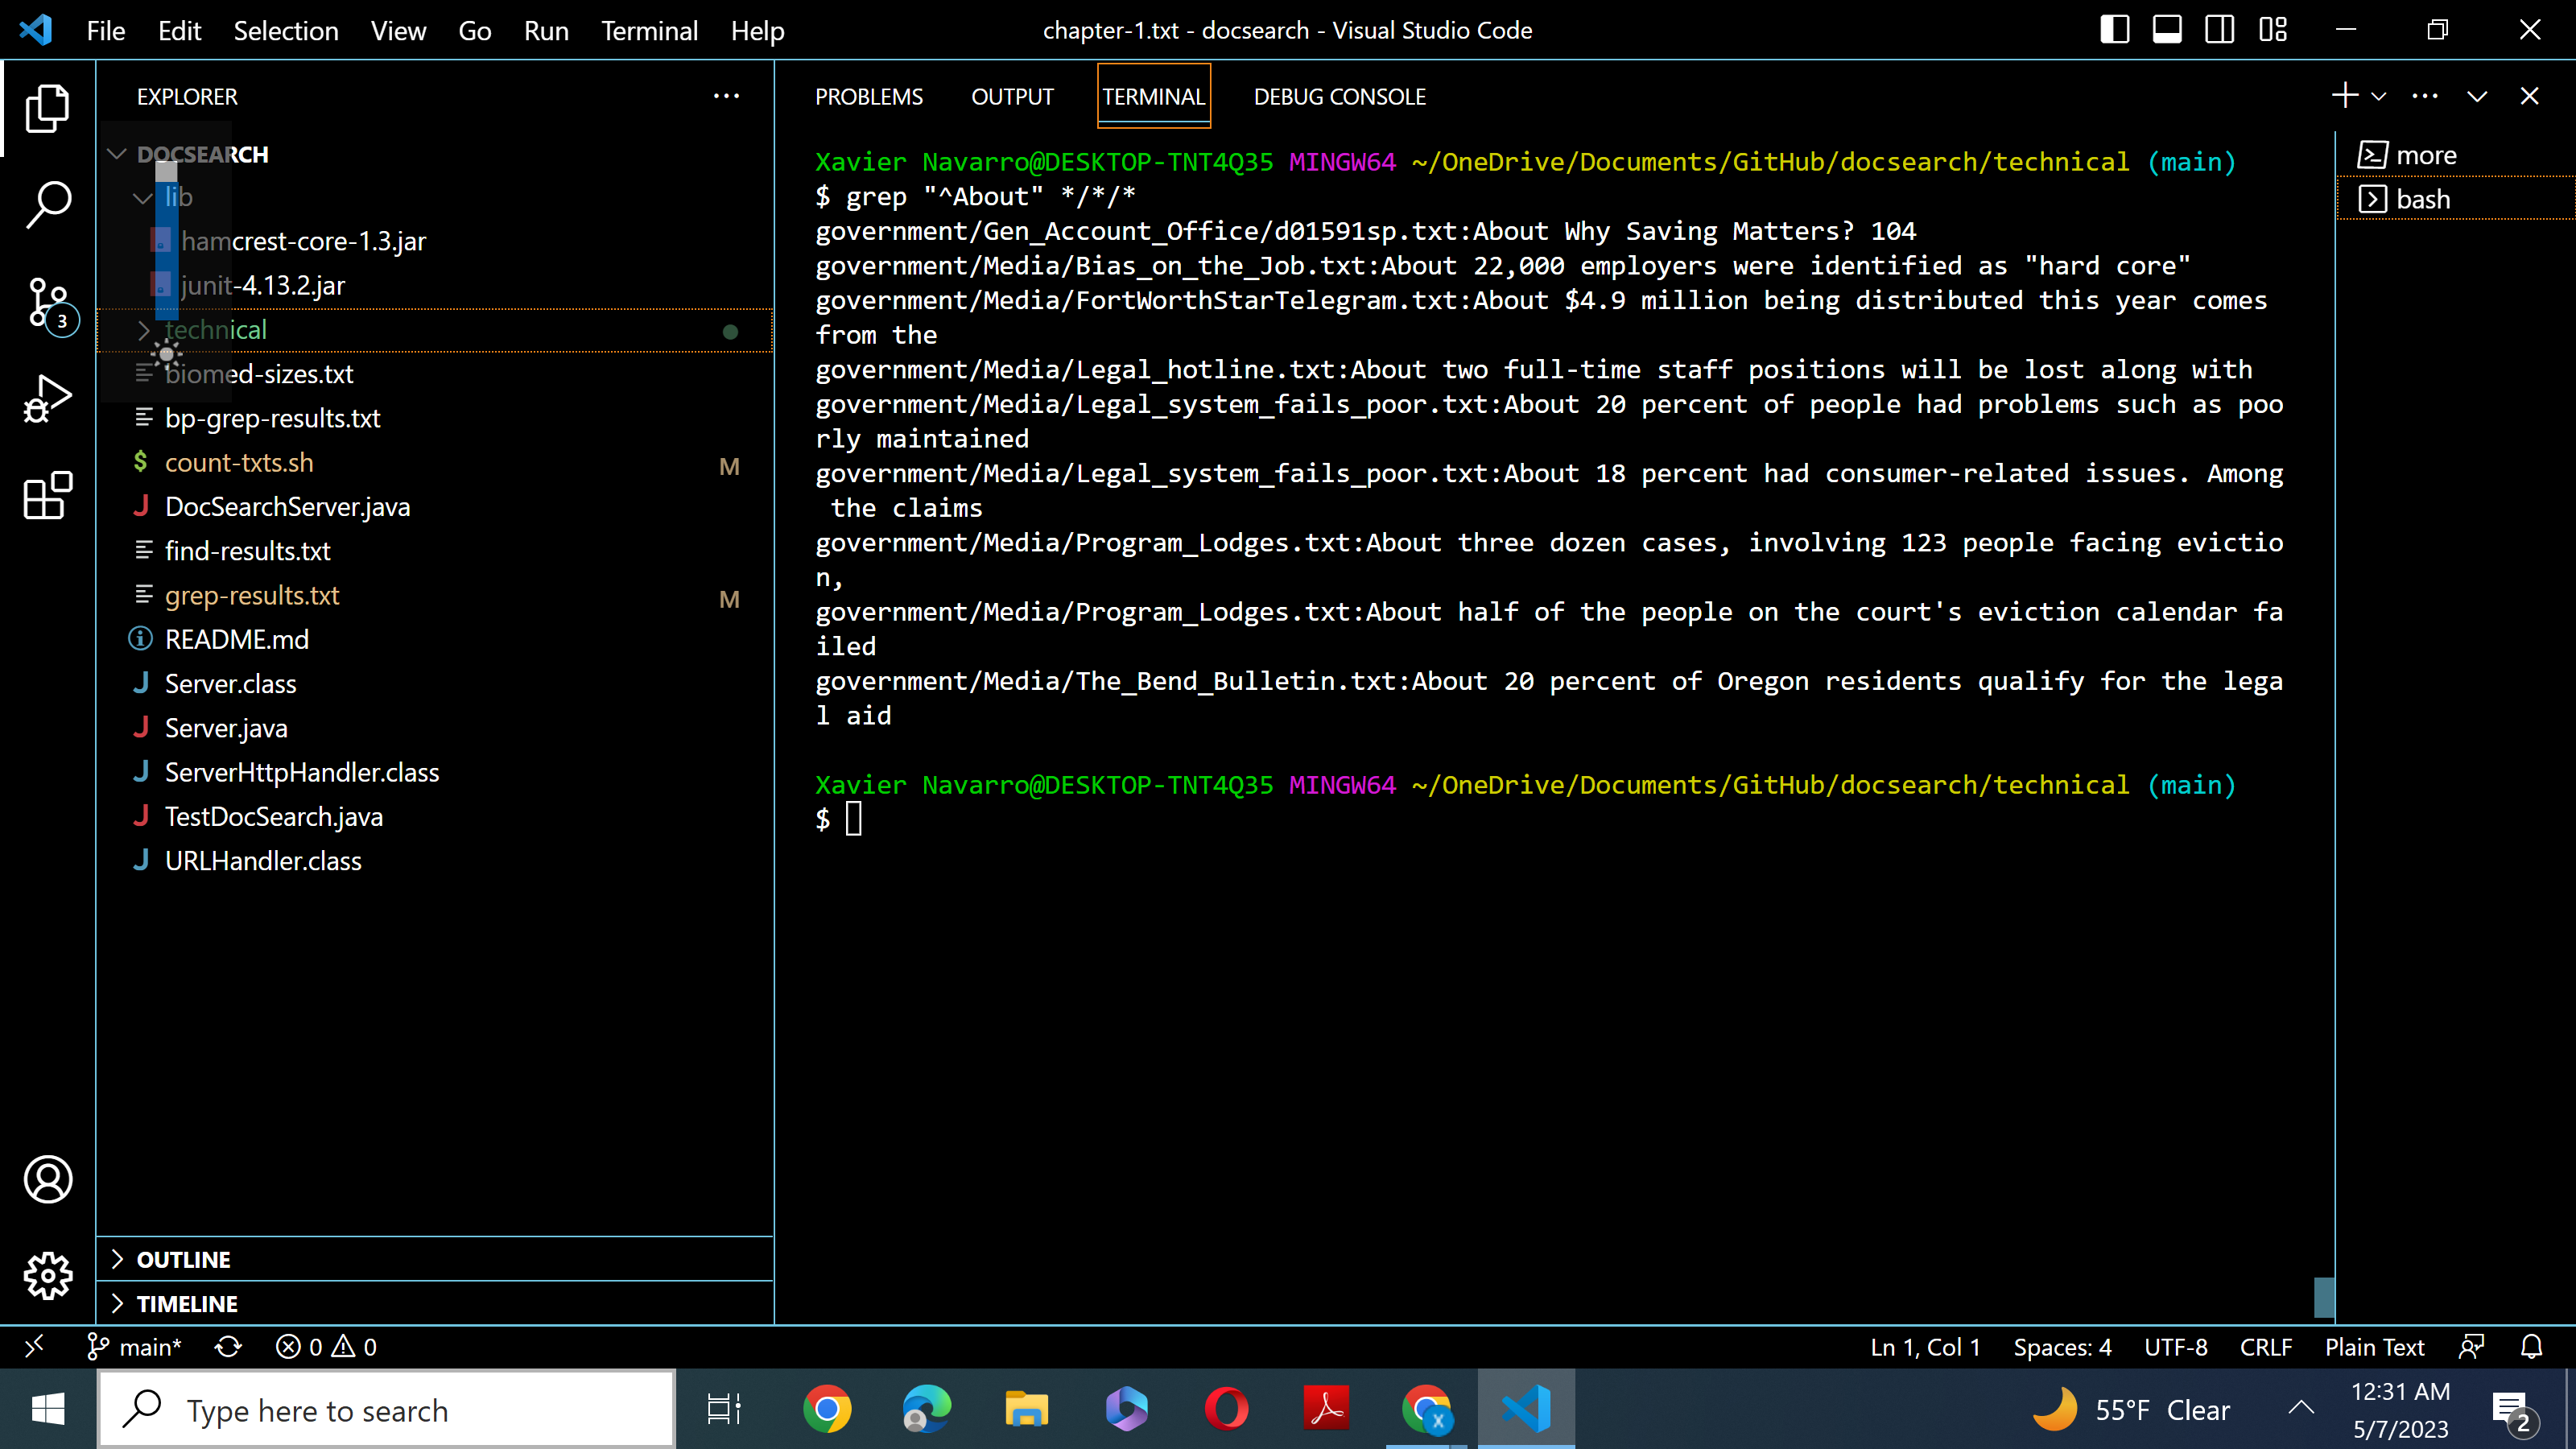 File Edit Selection View Go Run Terminal Help
chapter-1.txt - docsearch - Visual Studio Code
EXPLORER
DOCSEARCH
lib
hamcrest-core-1.3.jar
junit-4.13.2.jar
technical
biomed-sizes.txt
bp-grep-results.txt
$ count-txts.sh M
J DocSearchServer.java
find-results.txt
grep-results.txt M
README.md
J Server.class
J Server.java
J ServerHttpHandler.class
J TestDocSearch.java
J URLHandler.class
OUTLINE
TIMELINE
3
PROBLEMS OUTPUT TERMINAL DEBUG CONSOLE
Xavier Navarro@DESKTOP-TNT4Q35 MINGW64 ~/OneDrive/Documents/GitHub/docsearch/technical (main)
$ grep "^About" */*/*
government/Gen_Account_Office/d01591sp.txt:About Why Saving Matters? 104
government/Media/Bias_on_the_Job.txt:About 22,000 employers were identified as "hard core"
government/Media/FortWorthStarTelegram.txt:About $4.9 million being distributed this year comes
from the
government/Media/Legal_hotline.txt:About two full-time staff positions will be lost along with
government/Media/Legal_system_fails_poor.txt:About 20 percent of people had problems such as poo
rly maintained
government/Media/Legal_system_fails_poor.txt:About 18 percent had consumer-related issues. Among
 the claims
government/Media/Program_Lodges.txt:About three dozen cases, involving 123 people facing evictio
n,
government/Media/Program_Lodges.txt:About half of the people on the court's eviction calendar fa
iled
government/Media/The_Bend_Bulletin.txt:About 20 percent of Oregon residents qualify for the lega
l aid
Xavier Navarro@DESKTOP-TNT4Q35 MINGW64 ~/OneDrive/Documents/GitHub/docsearch/technical (main)
$
more
bash
main* 0 0
Ln 1, Col 1 Spaces: 4 UTF-8 CRLF Plain Text
Type here to search
X
55°F Clear
12:31 AM
5/7/2023
2